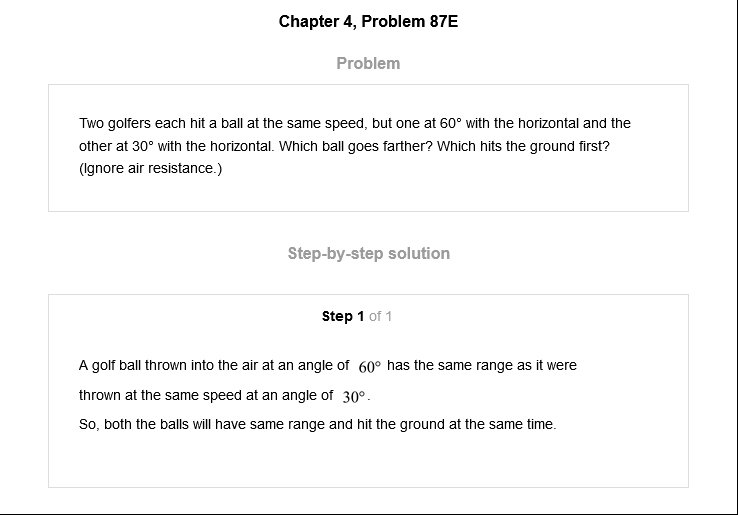 Chapter 4, Problem 87E
Problem
Two golfers each hit a ball at the same speed, but one at 60° with the horizontal and the
other at 30° with the horizontal. Which ball goes farther? Which hits the ground first?
(Ignore air resistance.)
Step-by-step solution
Step 1 of 1
A golf ball thrown into the air at an angle of 60° has the same range as it were
thrown at the same speed at an angle of 30°.
So, both the balls will have same range and hit the ground at the same time.